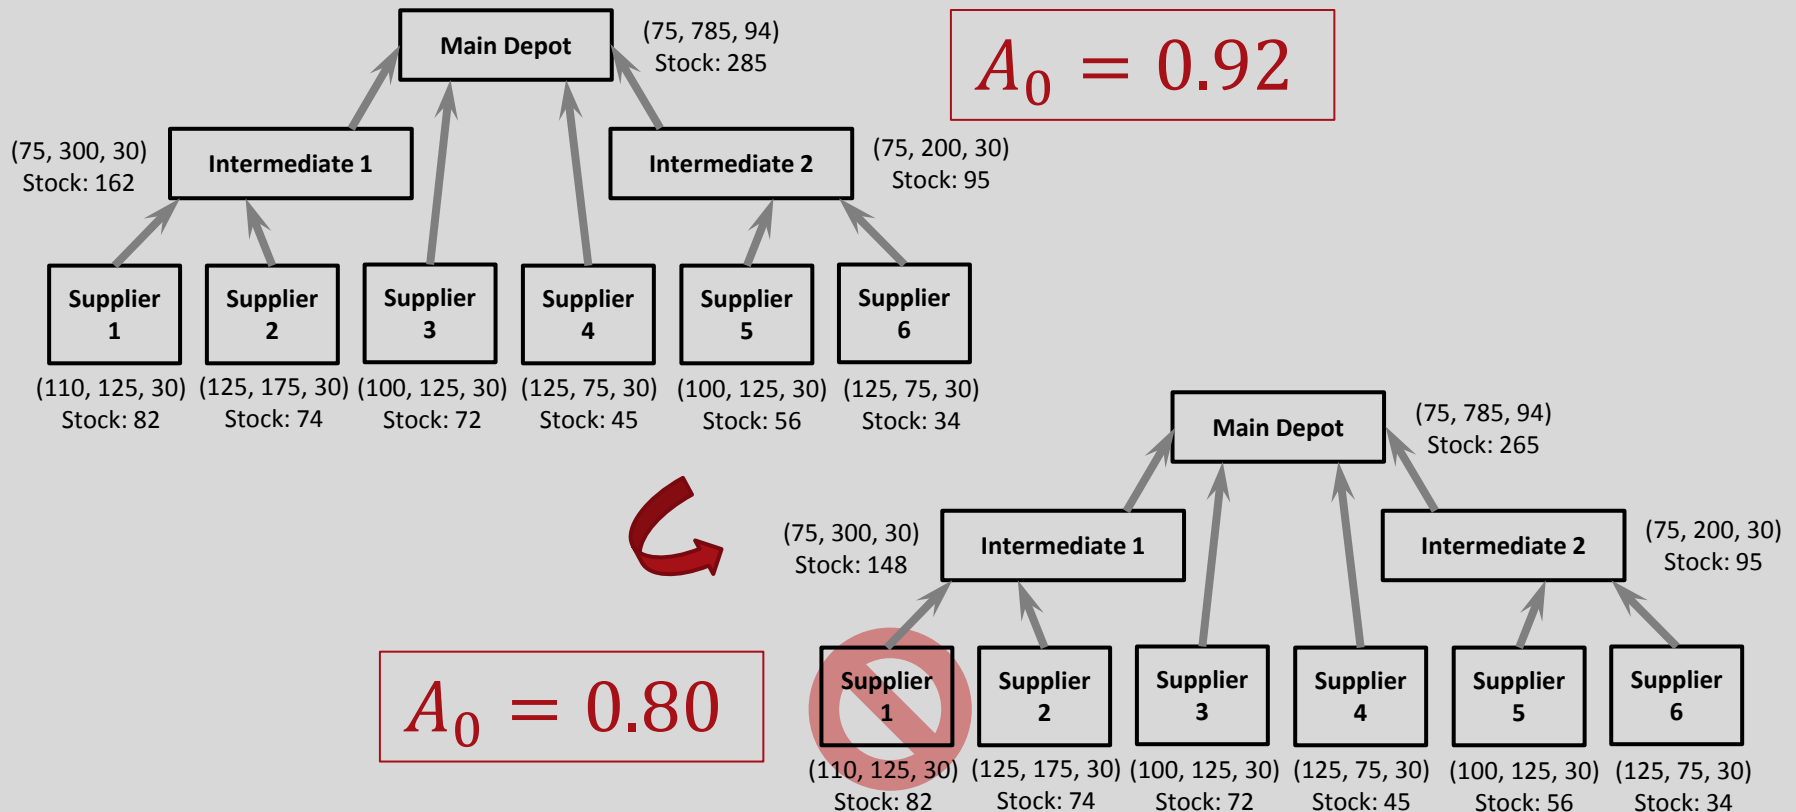 Main Depot
(75, 785, 94)
Stock: 285
A₀ = 0.92
(75, 300, 30)
Stock: 162
Intermediate 1
Intermediate 2
(75, 200, 30)
Stock: 95
Supplier
1
Supplier
2
Supplier
3
Supplier
4
Supplier
5
Supplier
6
(110, 125, 30)
Stock: 82
(125, 175, 30)
Stock: 74
(100, 125, 30)
Stock: 72
(125, 75, 30)
Stock: 45
(100, 125, 30)
Stock: 56
(125, 75, 30)
Stock: 34
Main Depot
(75, 785, 94)
Stock: 265
(75, 300, 30)
Stock: 148
Intermediate 1
Intermediate 2
(75, 200, 30)
Stock: 95
A₀ = 0.80
Supplier
1
Supplier
2
Supplier
3
Supplier
4
Supplier
5
Supplier
6
(110, 125, 30)
Stock: 82
(125, 175, 30)
Stock: 74
(100, 125, 30)
Stock: 72
(125, 75, 30)
Stock: 45
(100, 125, 30)
Stock: 56
(125, 75, 30)
Stock: 34